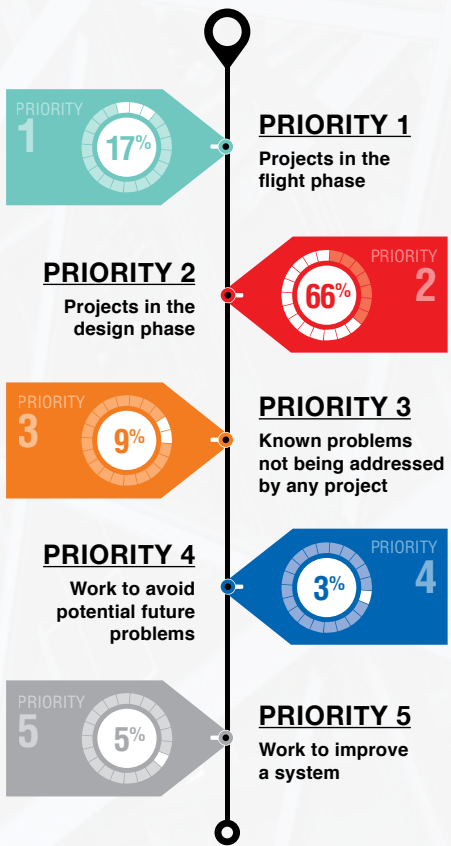 PRIORITY
1
17%
PRIORITY 1
Projects in the
flight phase
PRIORITY 2
Projects in the
design phase
66%
PRIORITY
2
PRIORITY
3
9%
PRIORITY 3
Known problems
not being addressed
by any project
PRIORITY 4
Work to avoid
potential future
problems
3%
PRIORITY
4
PRIORITY
5
5%
PRIORITY 5
Work to improve
a system